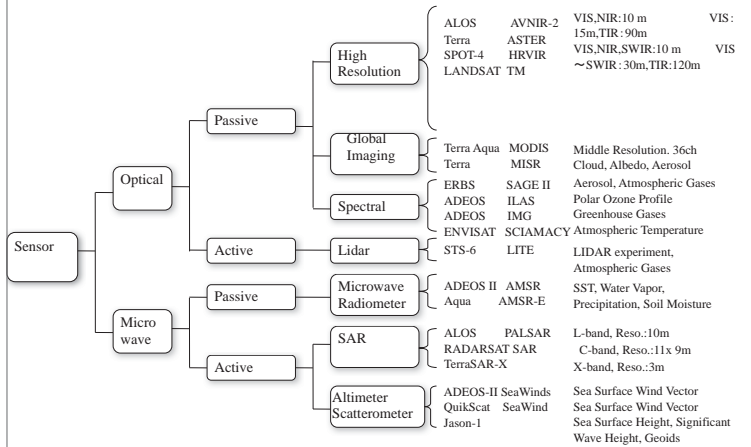 Sensor
Optical
Micro
wave
Passive
Active
Passive
Active
High
Resolution
Global
Imaging
Spectral
Lidar
Microwave
Radiometer
SAR
Altimeter
Scatterometer
ALOS AVNIR-2 VIS,NIR:10 m VIS:
Terra ASTER 15m,TIR:90m
SPOT-4 HRVIR VIS,NIR,SWIR:10 m VIS
LANDSAT TM ～SWIR:30m,TIR:120m
Terra Aqua MODIS Middle Resolution. 36ch
Terra MISR Cloud, Albedo, Aerosol
ERBS SAGE II Aerosol, Atmospheric Gases
ADEOS ILAS Polar Ozone Profile
ADEOS IMG Greenhouse Gases
ENVISAT SCIAMACY Atmospheric Temperature
STS-6 LITE LIDAR experiment,
Atmospheric Gases
ADEOS II AMSR SST, Water Vapor,
Aqua AMSR-E Precipitation, Soil Moisture
ALOS PALSAR L-band, Reso.:10m
RADARSAT SAR C-band, Reso.:11x 9m
TerraSAR-X X-band, Reso.:3m
ADEOS-II SeaWinds Sea Surface Wind Vector
QuikScat SeaWind Sea Surface Wind Vector
Jason-1 Sea Surface Height, Significant
Wave Height, Geoids